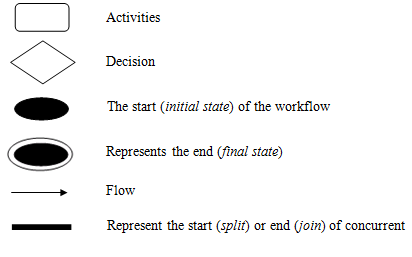 Activities
Decision
The start (initial state) of the workflow
Represents the end (final state)
Flow
Represent the start (split) or end (join) of concurrent